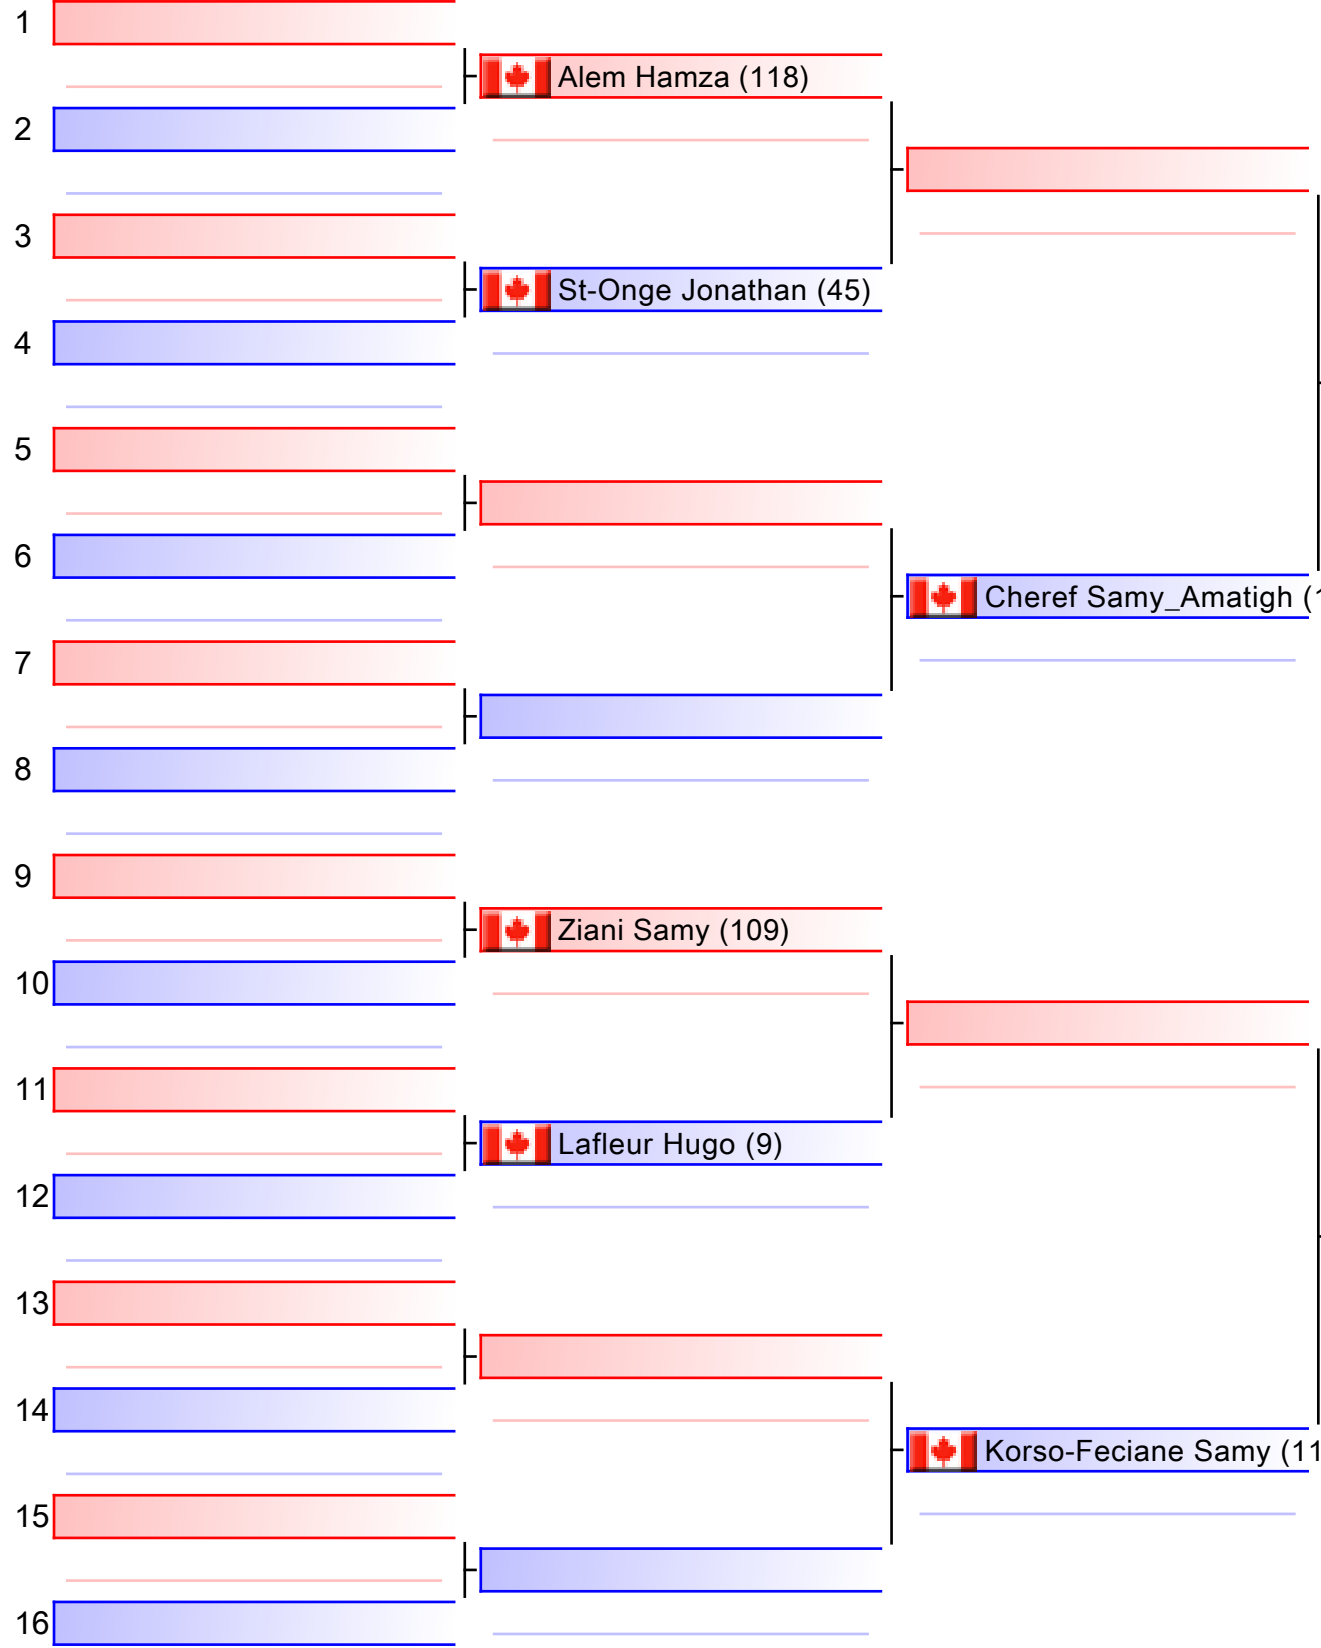 1
Alem Hamza (118)
2
3
St-Onge Jonathan (45)
4
5
6
Cheref Samy_Amatigh (
7
8
9
Ziani Samy (109)
10
11
Lafleur Hugo (9)
12
13
14
Korso-Feciane Samy (11
15
16